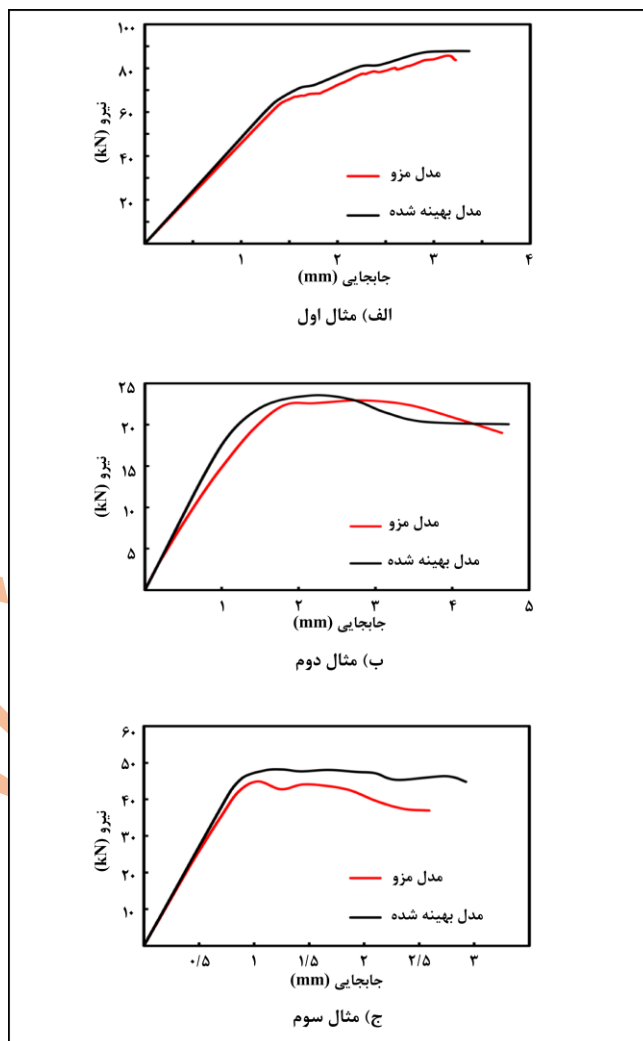 نیرو (kN)
۱۰۰
۸۰
۶۰
۴۰
۲۰
مدل مزو
مدل بهینه شده
۱ ۲ ۳ ۴
جابجایی (mm)
الف) مثال اول
نیرو (kN)
۲۵
۲۰
۱۵
۱۰
۵
مدل مزو
مدل بهینه شده
۱ ۲ ۳ ۴ ۵
جابجایی (mm)
ب) مثال دوم
نیرو (kN)
۶۰
۵۰
۴۰
۳۰
۲۰
۱۰
مدل مزو
مدل بهینه شده
۰/۵ ۱ ۱/۵ ۲ ۲/۵ ۳
جابجایی (mm)
ج) مثال سوم